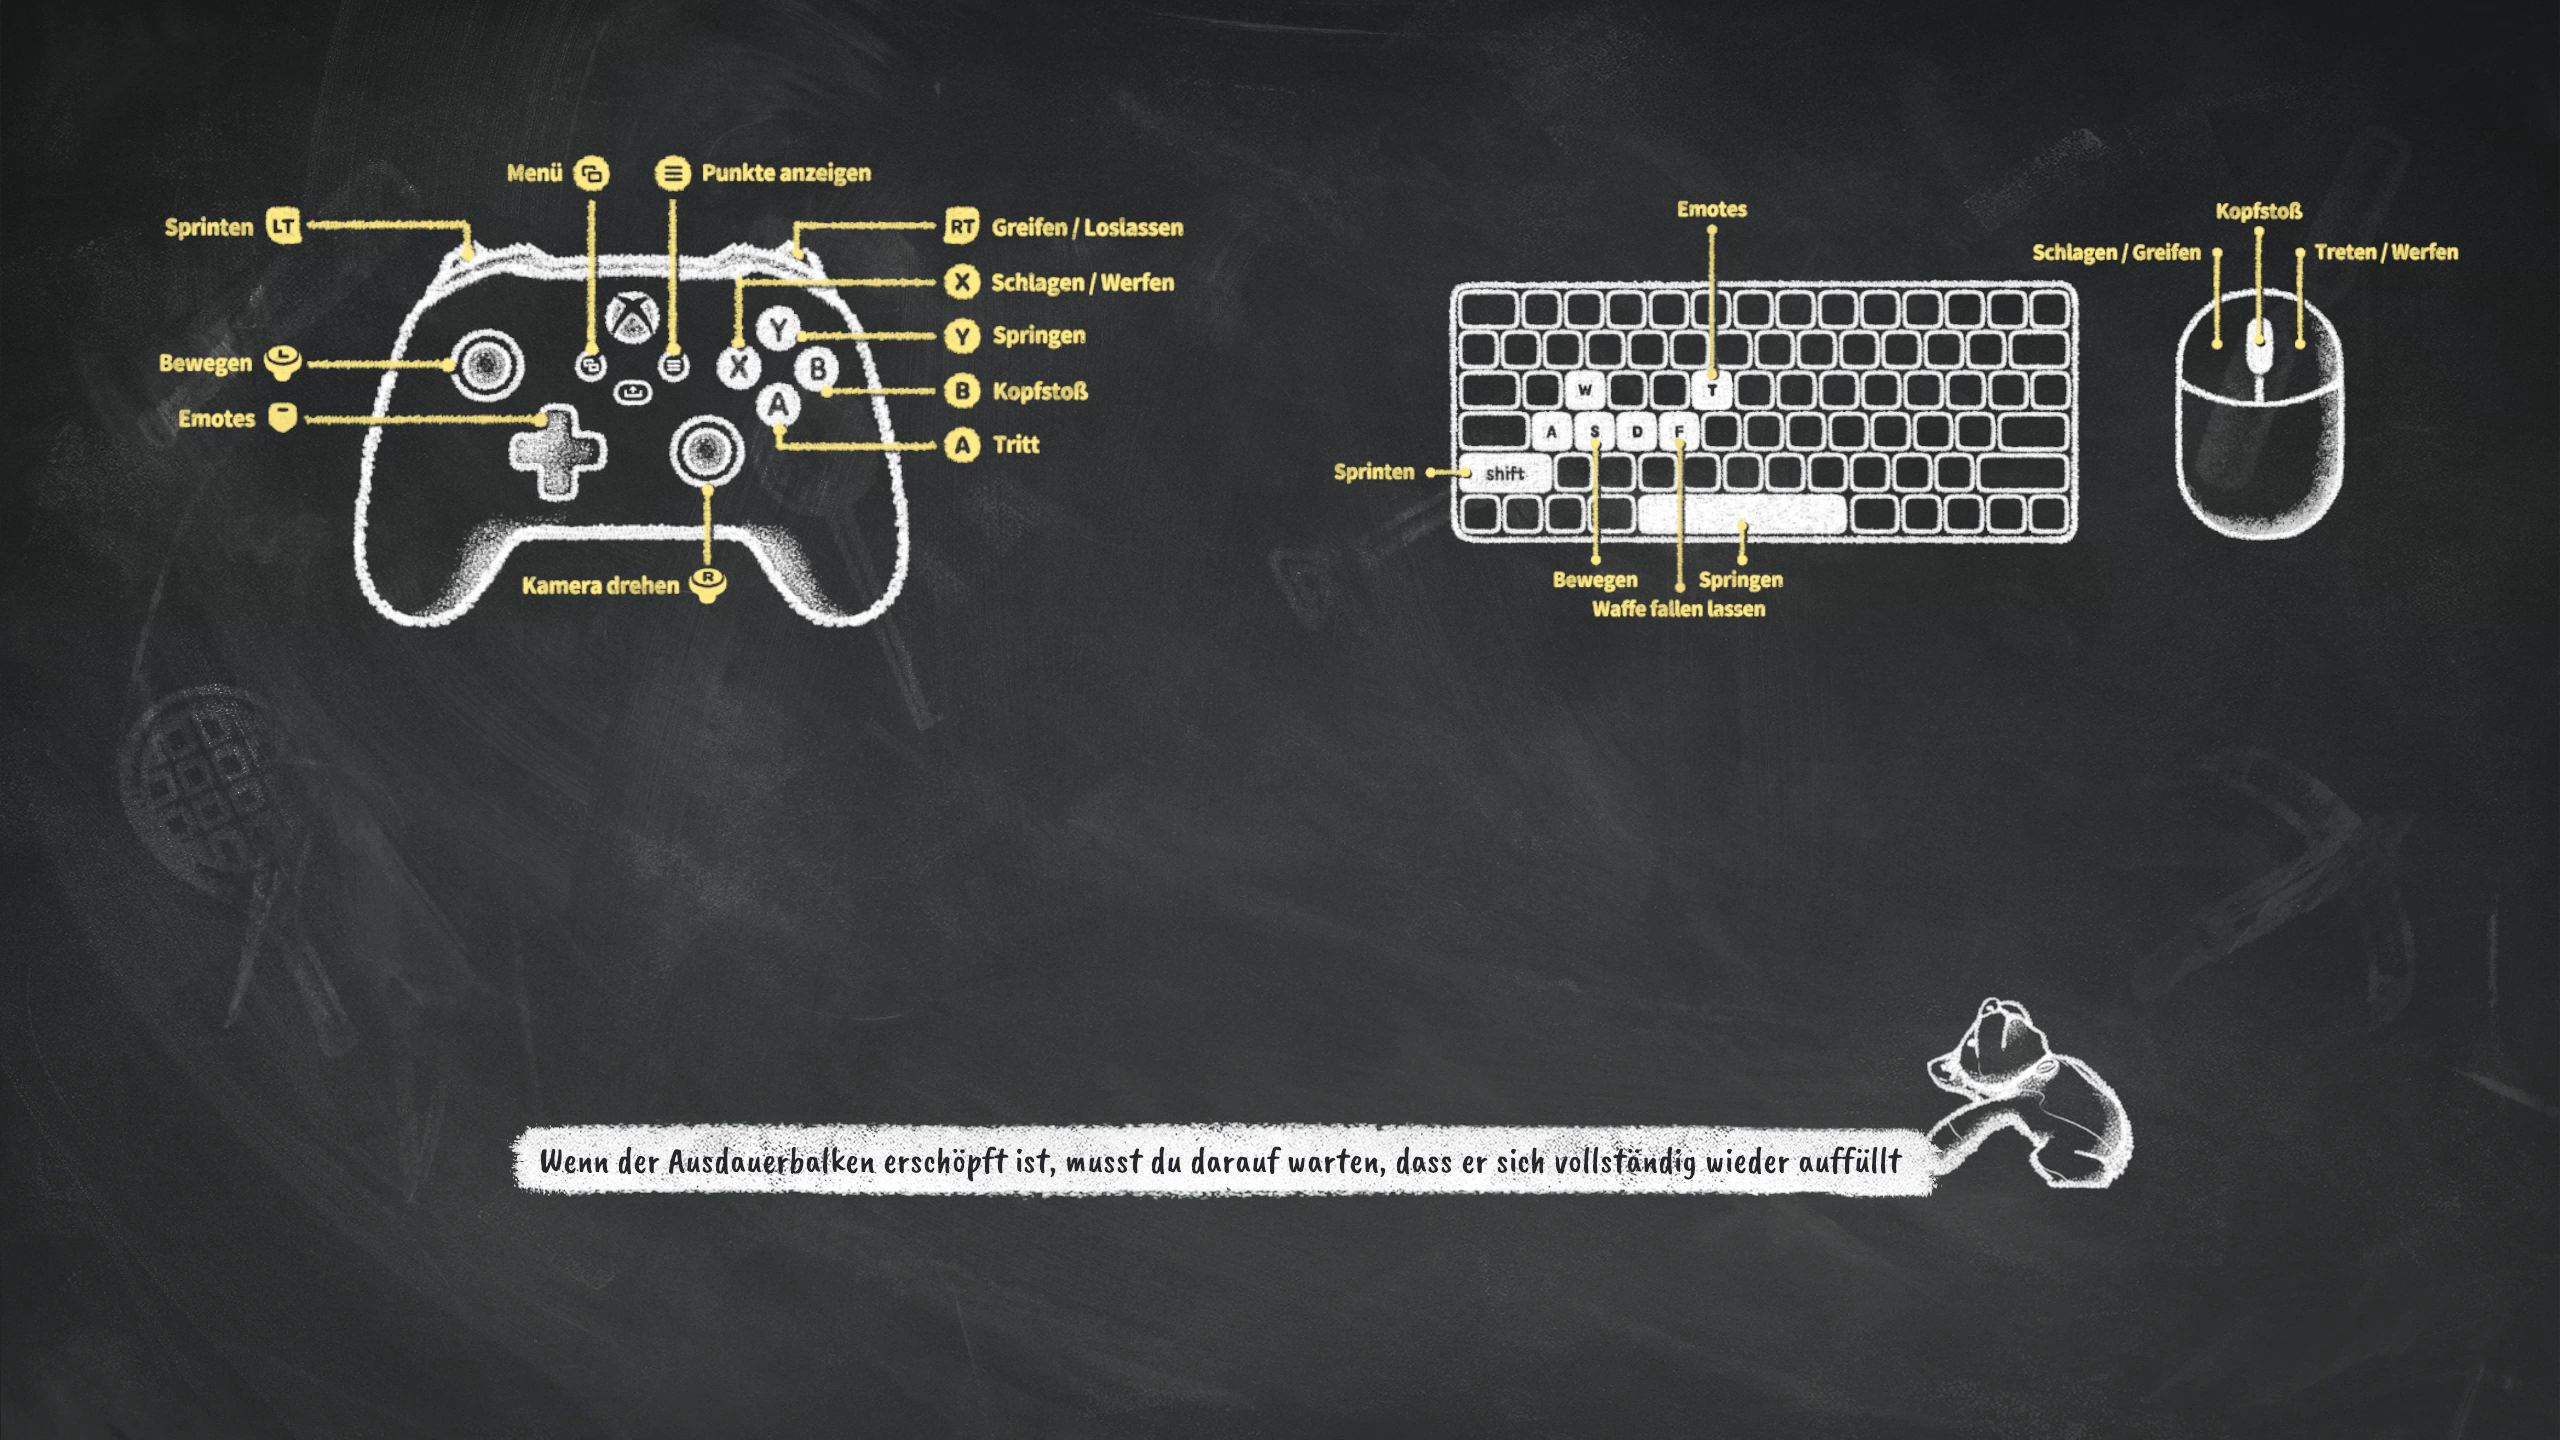 Menü
Punkte anzeigen
Sprinten LT
RT Greifen / Loslassen
X Schlagen / Werfen
Y Springen
Bewegen L
B Kopfstoß
Emotes
A Tritt
Y
X B
A
Kamera drehen R
Emotes
Kopfstoß
Schlagen / Greifen
Treten / Werfen
W T
A S D F
Sprinten shift
Bewegen Springen
Waffe fallen lassen
Wenn der Ausdauerbalken erschöpft ist, musst du darauf warten, dass er sich vollständig wieder auffüllt